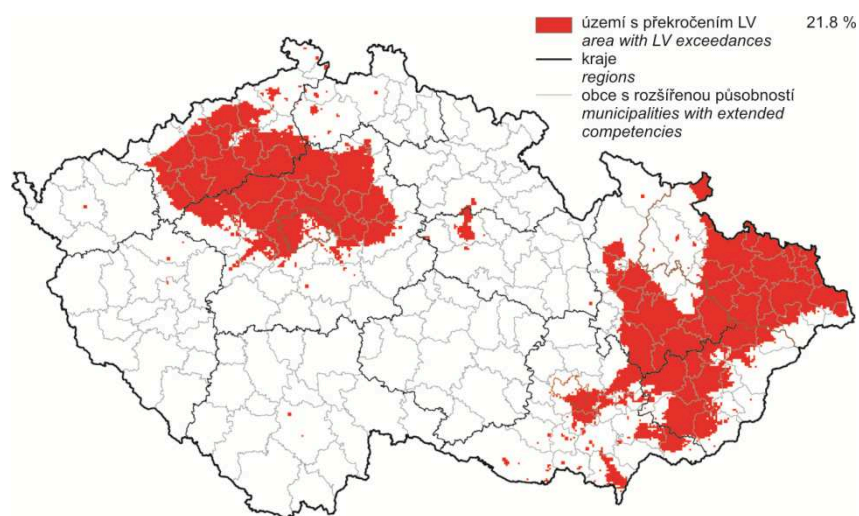 území s překročením LV 21.8 %
area with LV exceedances
kraje
regions
obce s rozšířenou působností
municipalities with extended
competencies